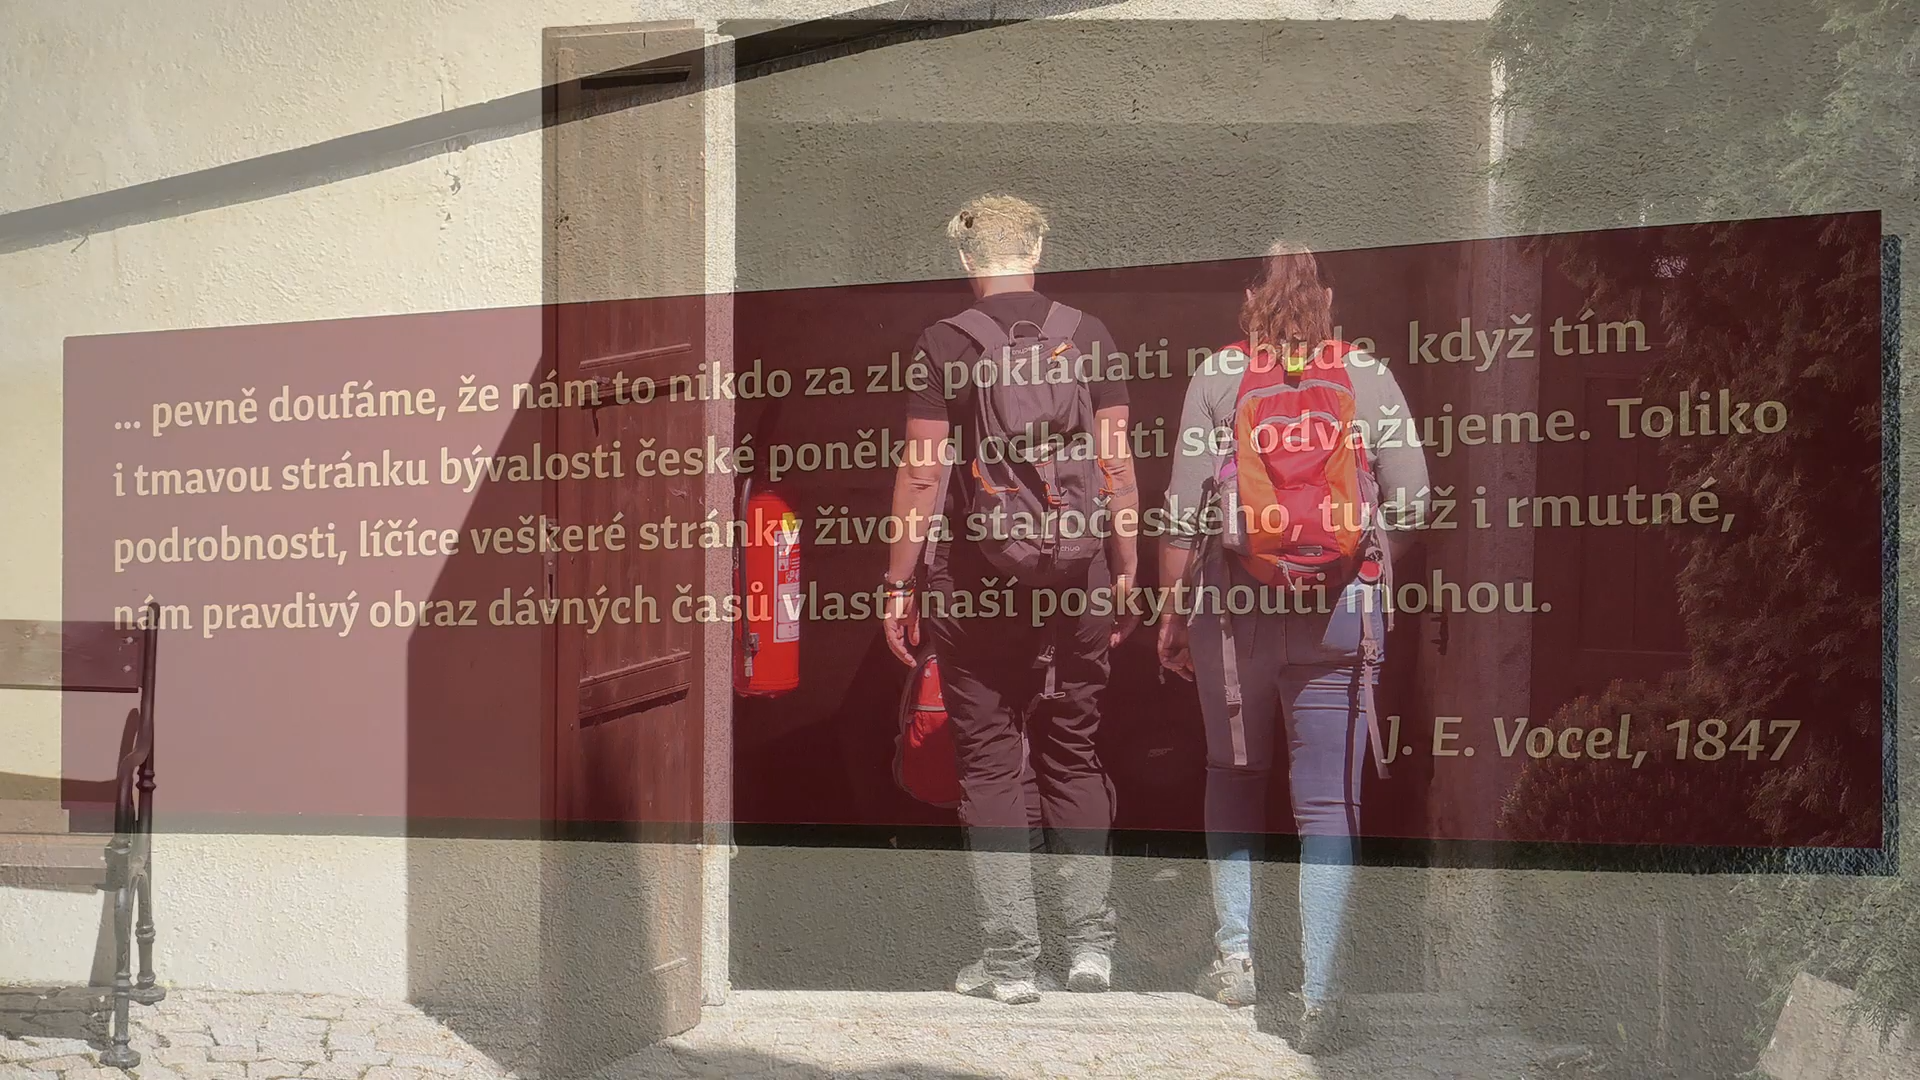 ... pevně doufáme, že nám to nikdo za zlé pokládati nebude, když tím
i tmavou stránku bývalosti české poněkud odhaliti se odvažujeme. Toliko
podrobnosti, líčíce veškeré stránky života staročeského, tudíž i rmutné,
nám pravdivý obraz dávných časů vlasti naší poskytnouti mohou.
J. E. Vocel, 1847